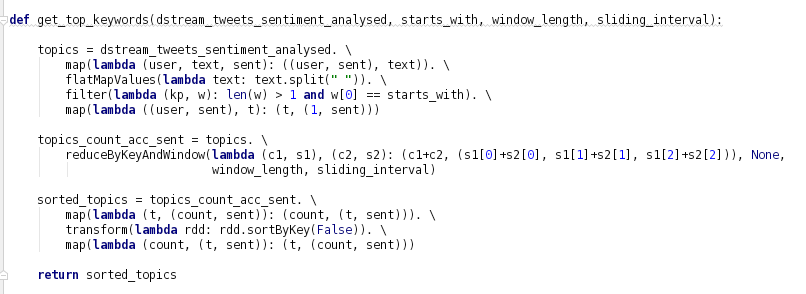 def get_top_keywords(dstream_tweets_sentiment_analysed, starts_with, window_length, sliding_interval):
topics = dstream_tweets_sentiment_analysed. \
map(lambda (user, text, sent): ((user, sent), text)). \
flatMapValues(lambda text: text.split(" ")). \
filter(lambda (kp, w): len(w) > 1 and w[0] == starts_with). \
map(lambda ((user, sent), t): (t, (1, sent)))
topics_count_acc_sent = topics. \
reduceByKeyAndWindow(lambda (c1, s1), (c2, s2): (c1+c2, (s1[0]+s2[0], s1[1]+s2[1], s1[2]+s2[2])), None,
window_length, sliding_interval)
sorted_topics = topics_count_acc_sent. \
map(lambda (t, (count, sent)): (count, (t, sent))). \
transform(lambda rdd: rdd.sortByKey(False)). \
map(lambda (count, (t, sent)): (t, (count, sent)))
return sorted_topics